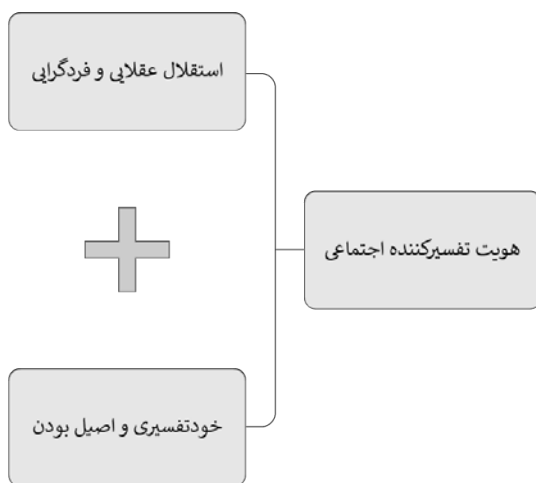 استقلال عقلایی و فردگرایی
هویت تفسیرکننده اجتماعی
خودتفسیری و اصیل بودن